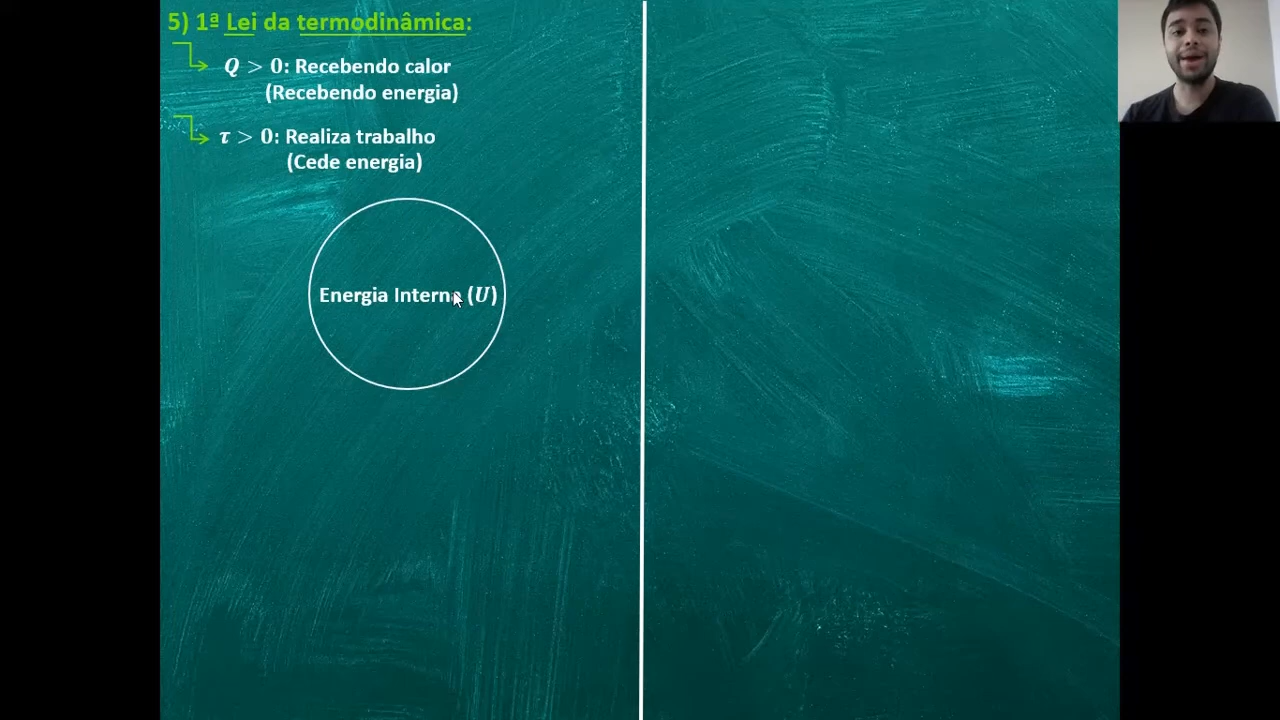 5) 1ª Lei da termodinâmica:
Q > 0: Recebendo calor
(Recebendo energia)
τ > 0: Realiza trabalho
(Cede energia)
Energia Interna (U)